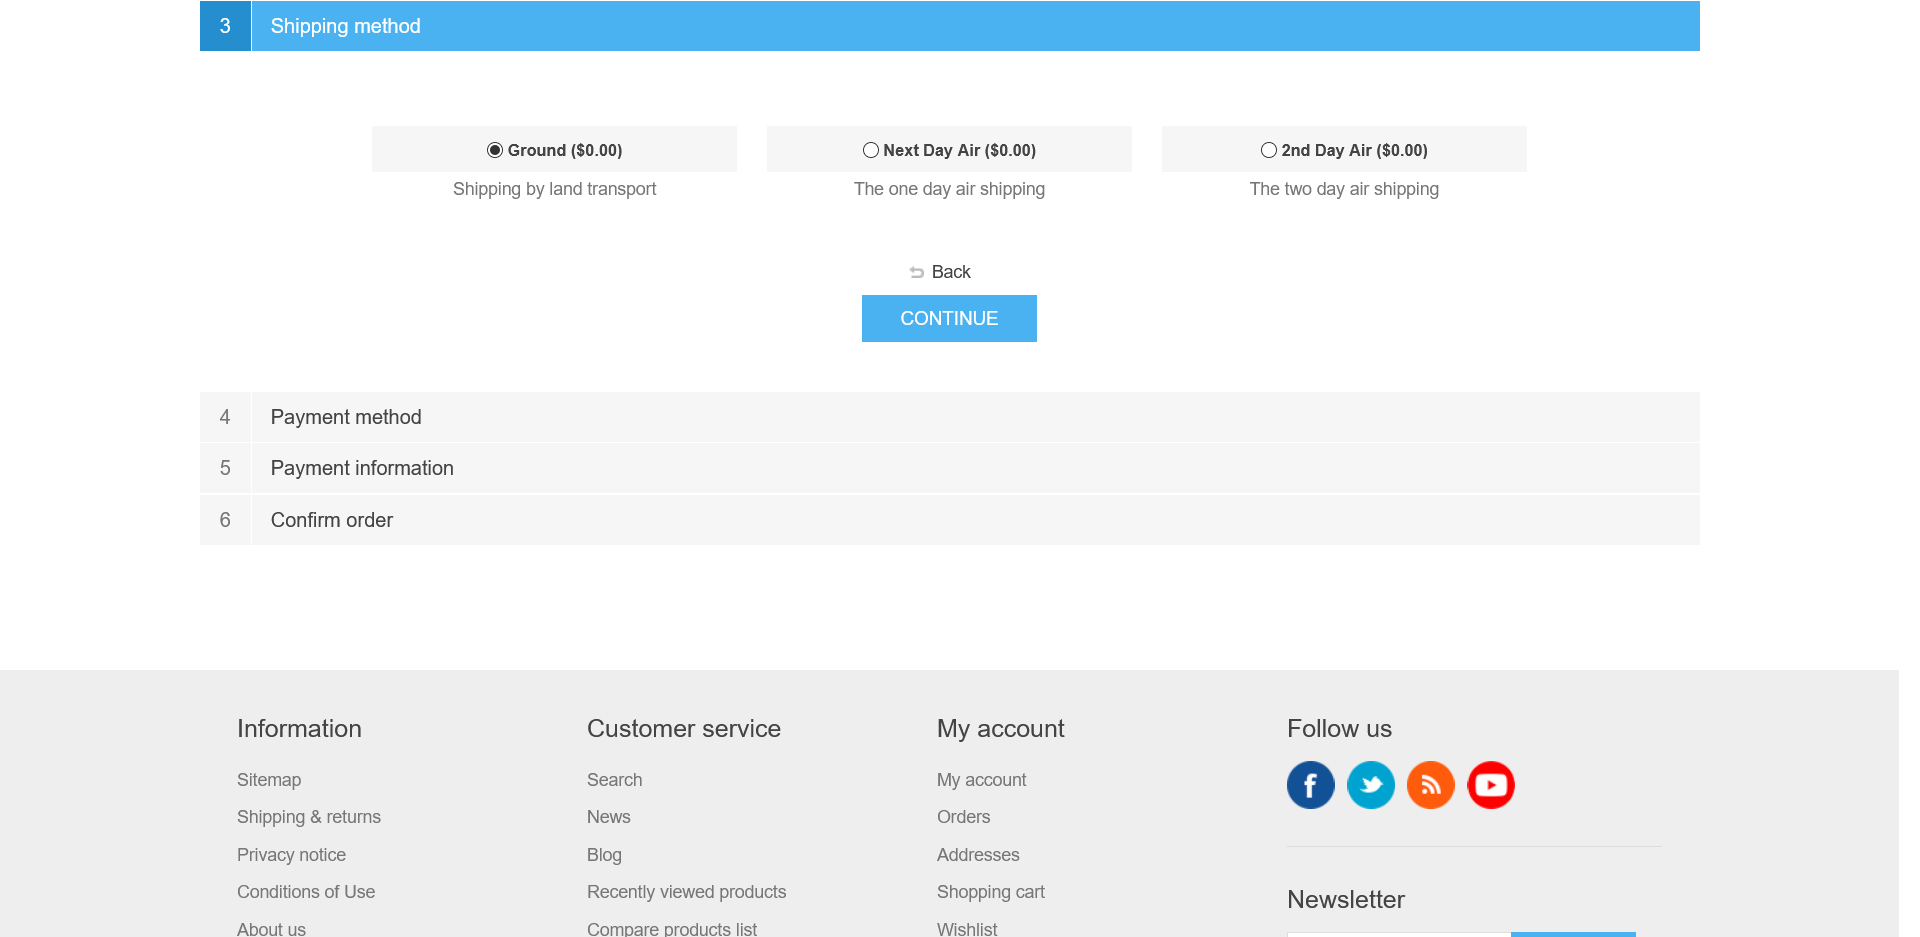 3 Shipping method
Ground ($0.00) Next Day Air ($0.00) 2nd Day Air ($0.00)
Shipping by land transport The one day air shipping The two day air shipping
Back
CONTINUE
4 Payment method
5 Payment information
6 Confirm order
Information
Sitemap
Shipping & returns
Privacy notice
Conditions of Use
About us
Customer service
Search
News
Blog
Recently viewed products
Compare products list
My account
My account
Orders
Addresses
Shopping cart
Wishlist
Follow us
Newsletter